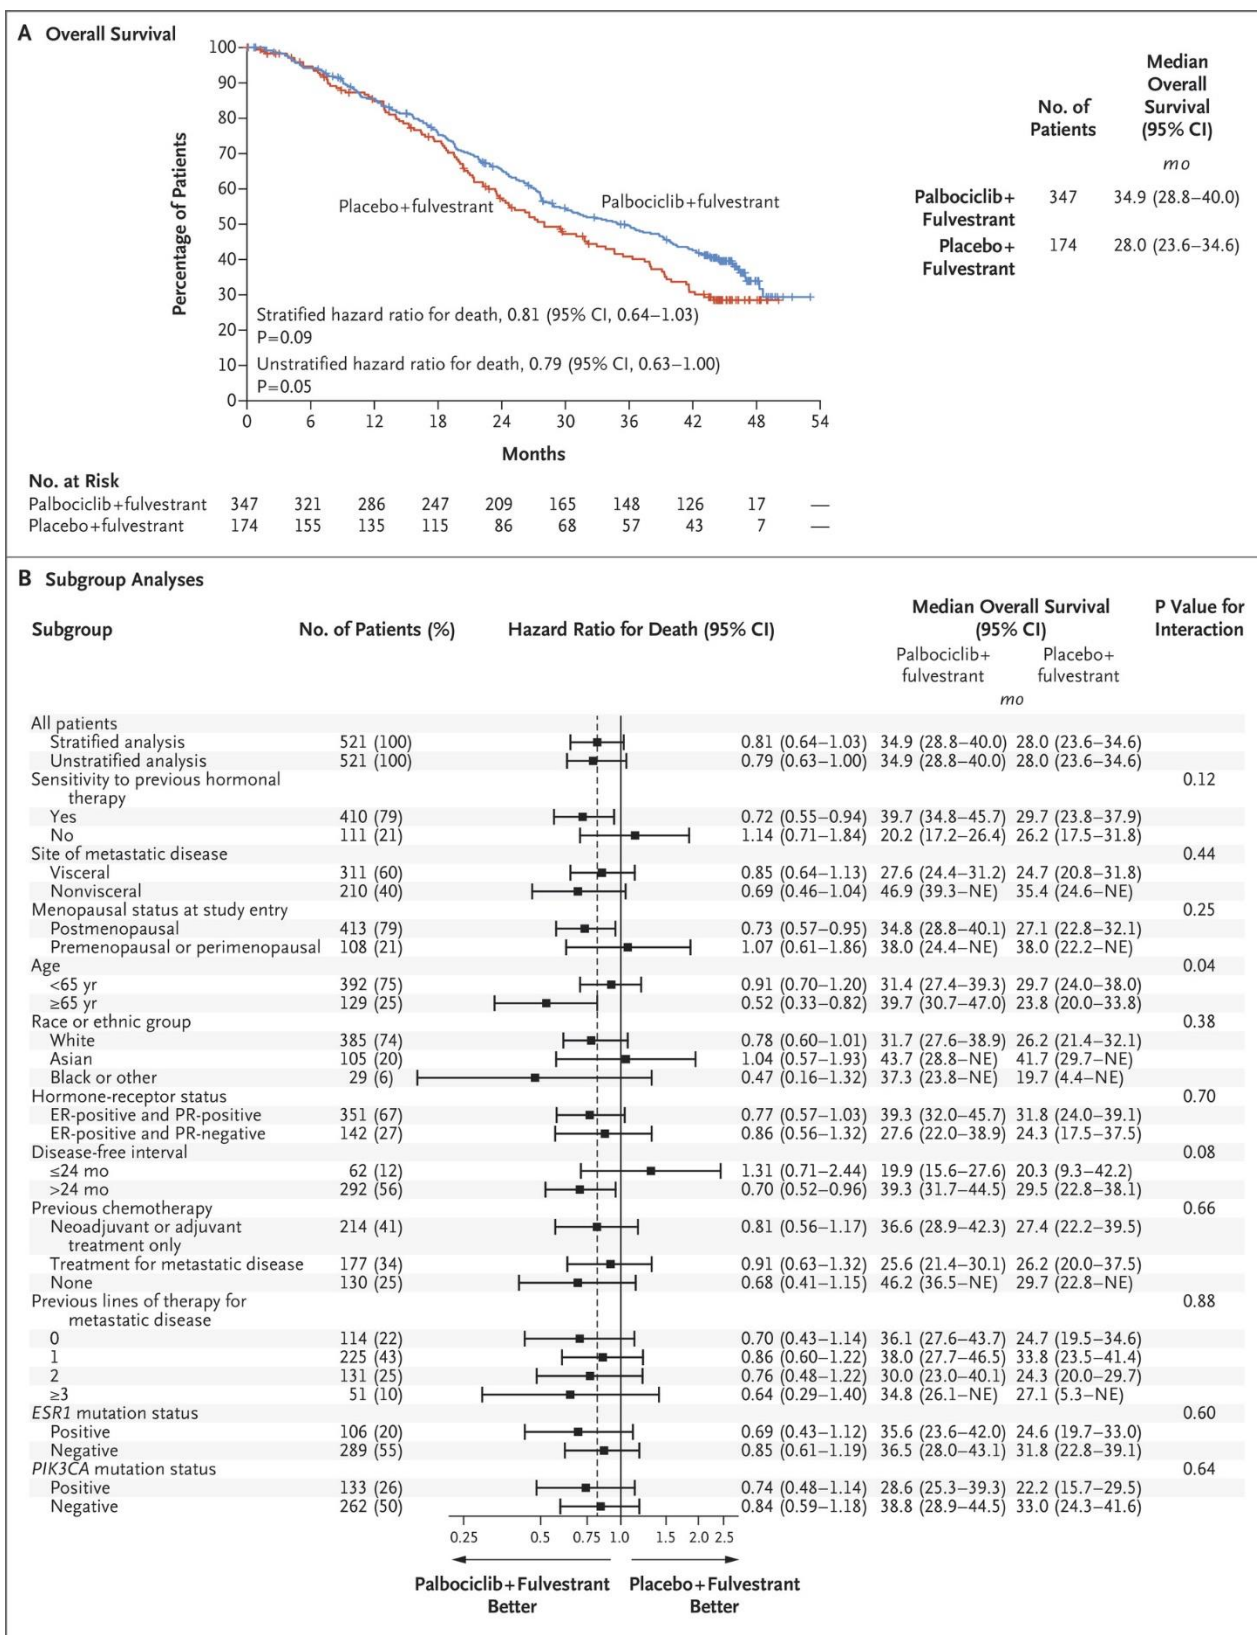 A Overall Survival
100
90
80
70
60
50
40
30
20
10
0
Percentage of Patients
Placebo+fulvestrant
Palbociclib+fulvestrant
Stratified hazard ratio for death, 0.81 (95% CI, 0.64–1.03)
P=0.09
Unstratified hazard ratio for death, 0.79 (95% CI, 0.63–1.00)
P=0.05
0 6 12 18 24 30 36 42 48 54
Months
No. of Patients
Median Overall Survival (95% CI)
mo
Palbociclib+ Fulvestrant 347 34.9 (28.8–40.0)
Placebo+ Fulvestrant 174 28.0 (23.6–34.6)
No. at Risk
Palbociclib+fulvestrant 347 321 286 247 209 165 148 126 17 —
Placebo+fulvestrant 174 155 135 115 86 68 57 43 7 —
B Subgroup Analyses
Subgroup No. of Patients (%) Hazard Ratio for Death (95% CI) Median Overall Survival (95% CI) P Value for Interaction
Palbociclib+ fulvestrant Placebo+ fulvestrant
mo
All patients
Stratified analysis 521 (100) 0.81 (0.64–1.03) 34.9 (28.8–40.0) 28.0 (23.6–34.6)
Unstratified analysis 521 (100) 0.79 (0.63–1.00) 34.9 (28.8–40.0) 28.0 (23.6–34.6)
Sensitivity to previous hormonal therapy 0.12
Yes 410 (79) 0.72 (0.55–0.94) 39.7 (34.8–45.7) 29.7 (23.8–37.9)
No 111 (21) 1.14 (0.71–1.84) 20.2 (17.2–26.4) 26.2 (17.5–31.8)
Site of metastatic disease 0.44
Visceral 311 (60) 0.85 (0.64–1.13) 27.6 (24.4–31.2) 24.7 (20.8–31.8)
Nonvisceral 210 (40) 0.69 (0.46–1.04) 46.9 (39.3–NE) 35.4 (24.6–NE)
Menopausal status at study entry 0.25
Postmenopausal 413 (79) 0.73 (0.57–0.95) 34.8 (28.8–40.1) 27.1 (22.8–32.1)
Premenopausal or perimenopausal 108 (21) 1.07 (0.61–1.86) 38.0 (24.4–NE) 38.0 (22.2–NE)
Age 0.04
<65 yr 392 (75) 0.91 (0.70–1.20) 31.4 (27.4–39.3) 29.7 (24.0–38.0)
≥65 yr 129 (25) 0.52 (0.33–0.82) 39.7 (30.7–47.0) 23.8 (20.0–33.8)
Race or ethnic group 0.38
White 385 (74) 0.78 (0.60–1.01) 31.7 (27.6–38.9) 26.2 (21.4–32.1)
Asian 105 (20) 1.04 (0.57–1.93) 43.7 (28.8–NE) 41.7 (29.7–NE)
Black or other 29 (6) 0.47 (0.16–1.32) 37.3 (23.8–NE) 19.7 (4.4–NE)
Hormone-receptor status 0.70
ER-positive and PR-positive 351 (67) 0.77 (0.57–1.03) 39.3 (32.0–45.7) 31.8 (24.0–39.1)
ER-positive and PR-negative 142 (27) 0.86 (0.56–1.32) 27.6 (22.0–38.9) 24.3 (17.5–37.5)
Disease-free interval 0.08
≤24 mo 62 (12) 1.31 (0.71–2.44) 19.9 (15.6–27.6) 20.3 (9.3–42.2)
>24 mo 292 (56) 0.70 (0.52–0.96) 39.3 (31.7–44.5) 29.5 (22.8–38.1)
Previous chemotherapy 0.66
Neoadjuvant or adjuvant treatment only 214 (41) 0.81 (0.56–1.17) 36.6 (28.9–42.3) 27.4 (22.2–39.5)
Treatment for metastatic disease 177 (34) 0.91 (0.63–1.32) 25.6 (21.4–30.1) 26.2 (20.0–37.5)
None 130 (25) 0.68 (0.41–1.15) 46.2 (36.5–NE) 29.7 (22.8–NE)
Previous lines of therapy for metastatic disease 0.88
0 114 (22) 0.70 (0.43–1.14) 36.1 (27.6–43.7) 24.7 (19.5–34.6)
1 225 (43) 0.86 (0.60–1.22) 38.0 (27.7–46.5) 33.8 (23.5–41.4)
2 131 (25) 0.76 (0.48–1.22) 30.0 (23.0–40.1) 24.3 (20.0–29.7)
≥3 51 (10) 0.64 (0.29–1.40) 34.8 (26.1–NE) 27.1 (5.3–NE)
ESR1 mutation status 0.60
Positive 106 (20) 0.69 (0.43–1.12) 35.6 (23.6–42.0) 24.6 (19.7–33.0)
Negative 289 (55) 0.85 (0.61–1.19) 36.5 (28.0–43.1) 31.8 (22.8–39.1)
PIK3CA mutation status 0.64
Positive 133 (26) 0.74 (0.48–1.14) 28.6 (25.3–39.3) 22.2 (15.7–29.5)
Negative 262 (50) 0.84 (0.59–1.18) 38.8 (28.9–44.5) 33.0 (24.3–41.6)
0.25 0.5 0.75 1.0 1.5 2.0 2.5
Palbociclib+Fulvestrant Better
Placebo+Fulvestrant Better